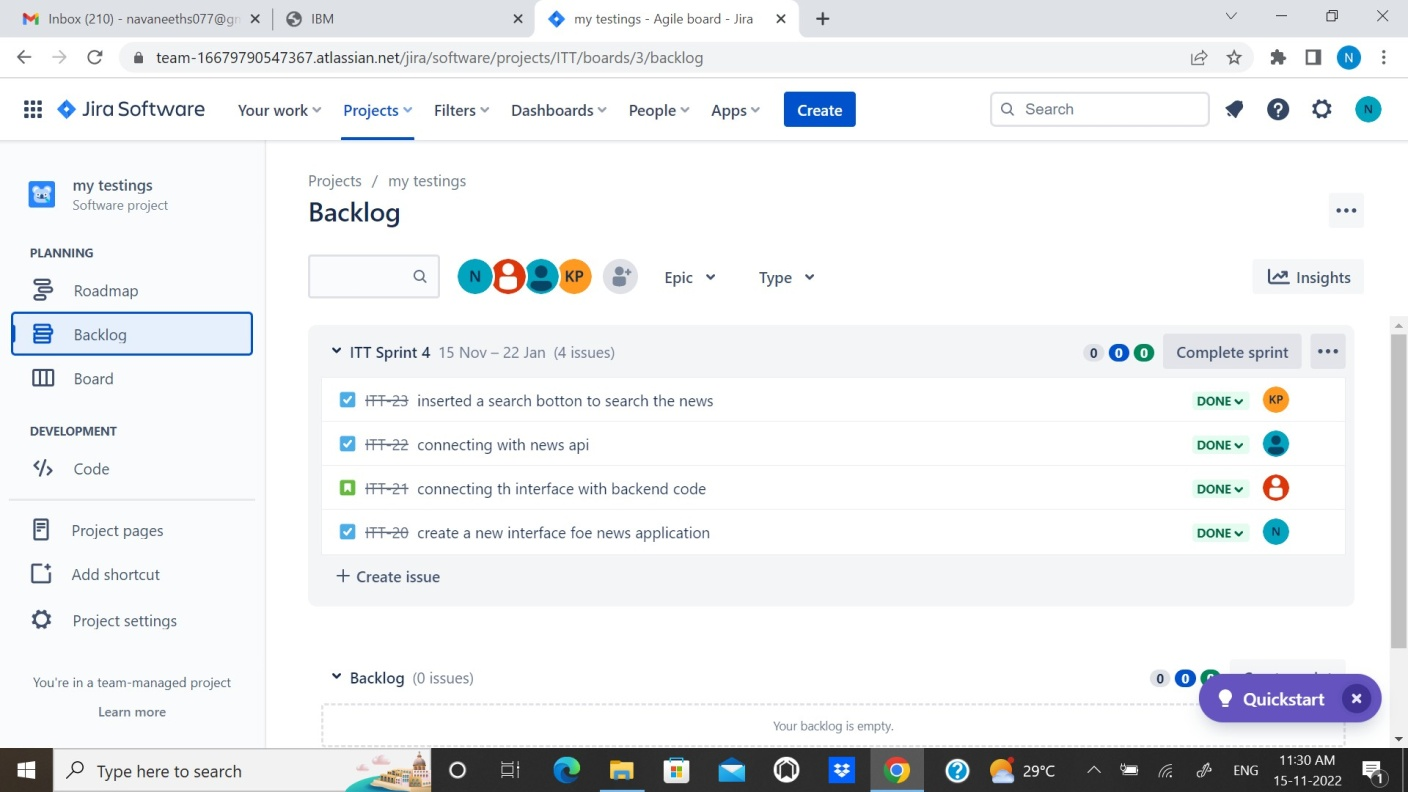 Inbox (210) - navaneeths077@gn
IBM
my testings - Agile board - Jira
team-16679790547367.atlassian.net/jira/software/projects/ITT/boards/3/backlog
N
Jira Software
Your work
Projects
Filters
Dashboards
People
Apps
Create
Search
N
my testings
Software project
PLANNING
Roadmap
Backlog
Board
DEVELOPMENT
Code
Project pages
Add shortcut
Project settings
You're in a team-managed project
Learn more
Projects / my testings
Backlog
N KP
Epic
Type
Insights
ITT Sprint 4 15 Nov – 22 Jan (4 issues) 0 0 0 Complete sprint
ITT-23 inserted a search botton to search the news DONE KP
ITT-22 connecting with news api DONE
ITT-21 connecting th interface with backend code DONE
ITT-20 create a new interface foe news application DONE N
+ Create issue
Backlog (0 issues) 0 0
Quickstart
Your backlog is empty.
Type here to search
29°C
ENG
11:30 AM
15-11-2022
1